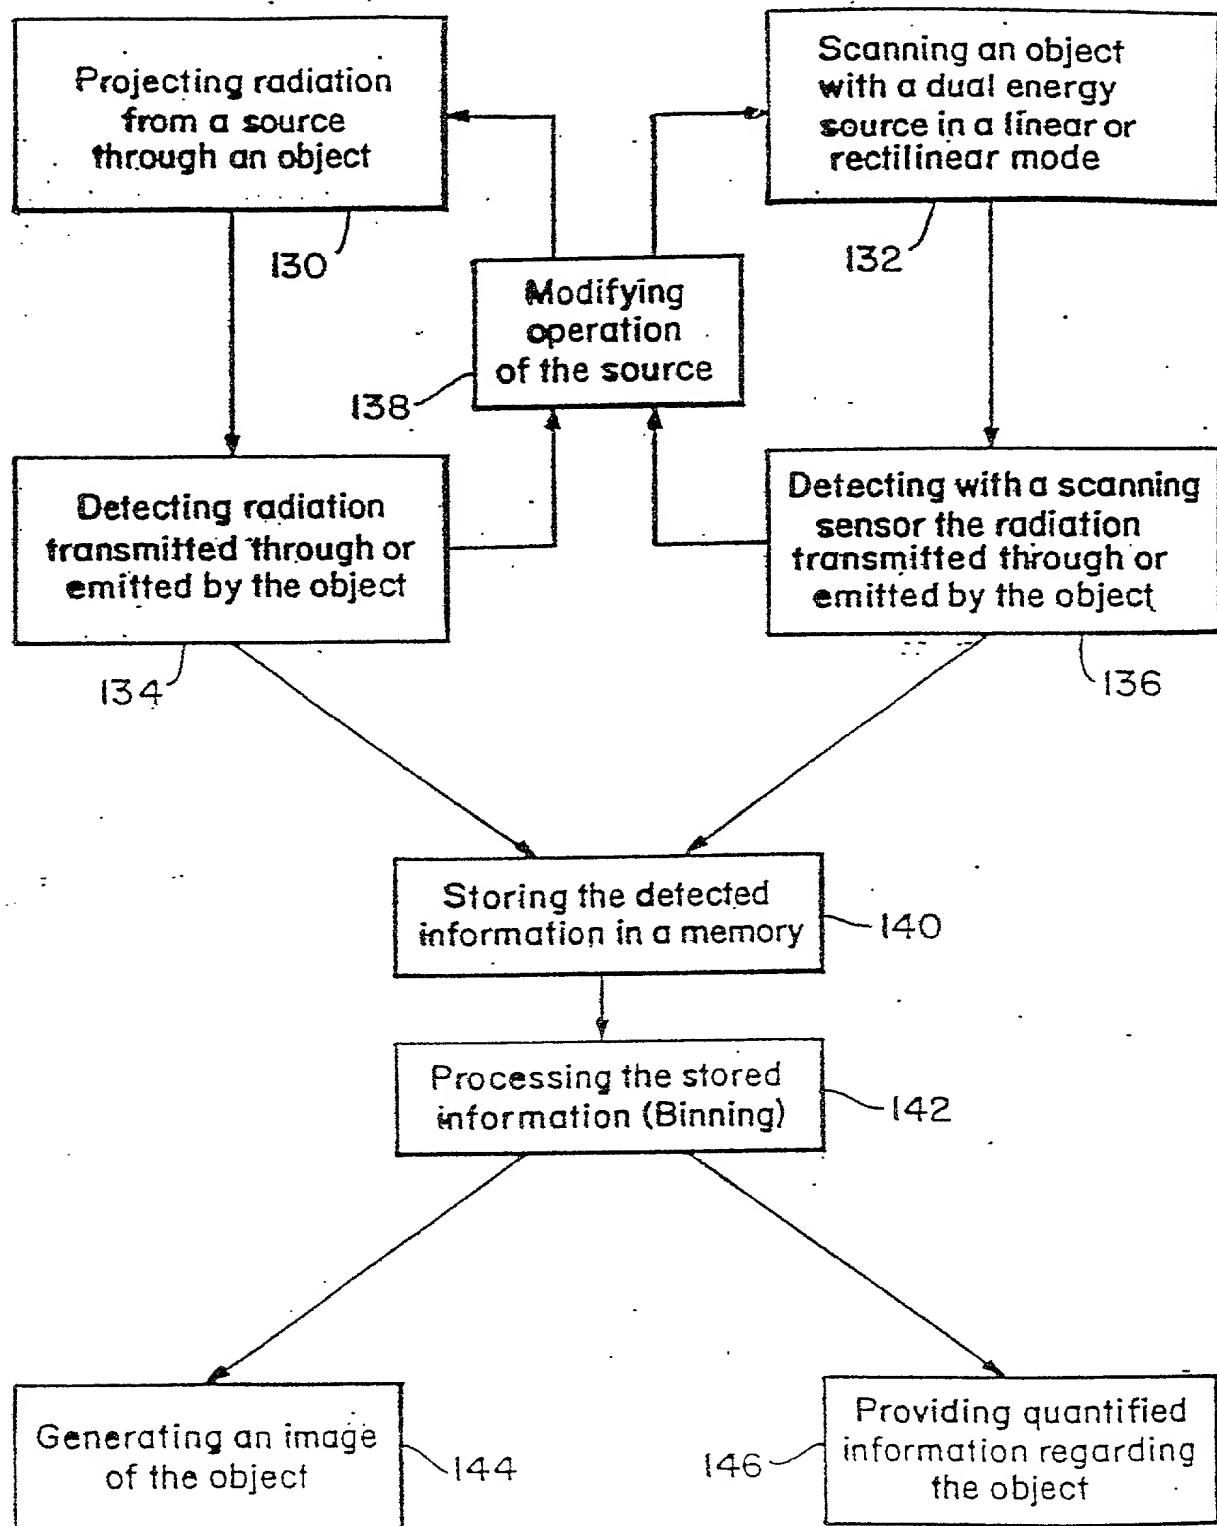 Projecting radiation
from a source
through an object
130
Scanning an object
with a dual energy
source in a linear or
rectilinear mode
132
Modifying
operation
of the source
138
Detecting radiation
transmitted through or
emitted by the object
134
Detecting with a scanning
sensor the radiation
transmitted through or
emitted by the object
136
Storing the detected
information in a memory
140
Processing the stored
information (Binning)
142
Generating an image
of the object
144
Providing quantified
information regarding
the object
146